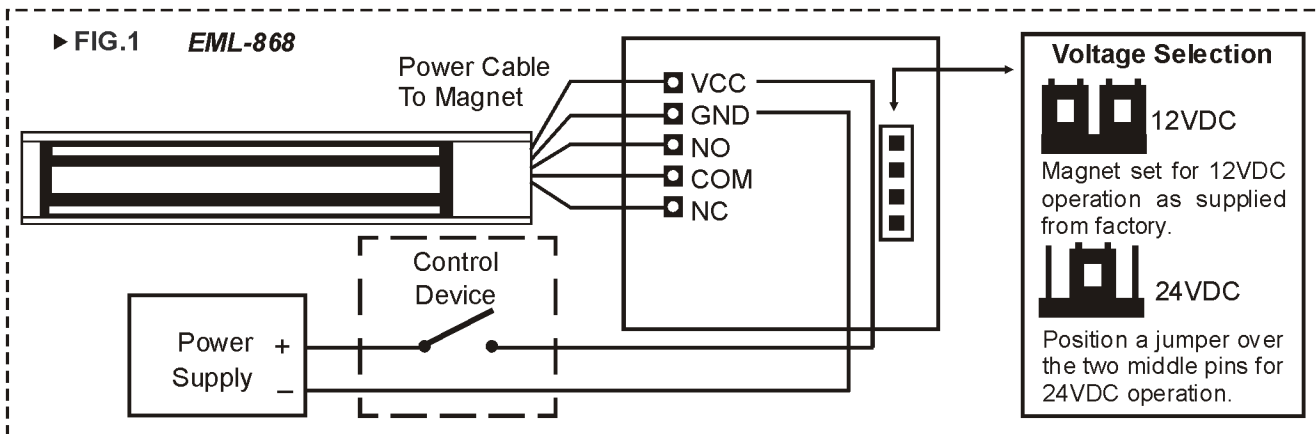 ▶ FIG.1 EML-868
Power Cable
To Magnet
VCC
GND
NO
COM
NC
Control
Device
Power +
Supply –
Voltage Selection
12VDC
Magnet set for 12VDC
operation as supplied
from factory.
24VDC
Position a jumper over
the two middle pins for
24VDC operation.